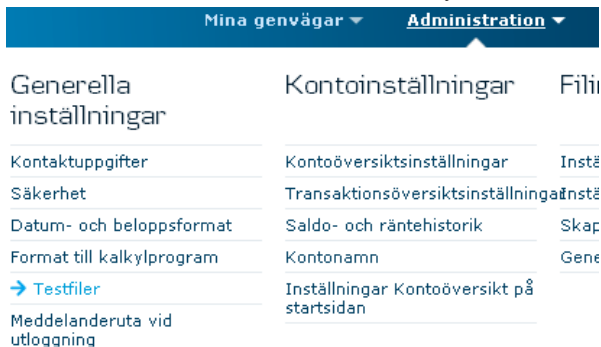 Mina genvägar
Administration
Generella
inställningar
Kontaktuppgifter
Säkerhet
Datum- och beloppsformat
Format till kalkylprogram
Testfiler
Meddelanderuta vid
utloggning
Kontoinställningar
Kontoöversiktsinställningar
Transaktionsöversiktsinställningar
Saldo- och räntehistorik
Kontonamn
Inställningar Kontoöversikt på
startsidan